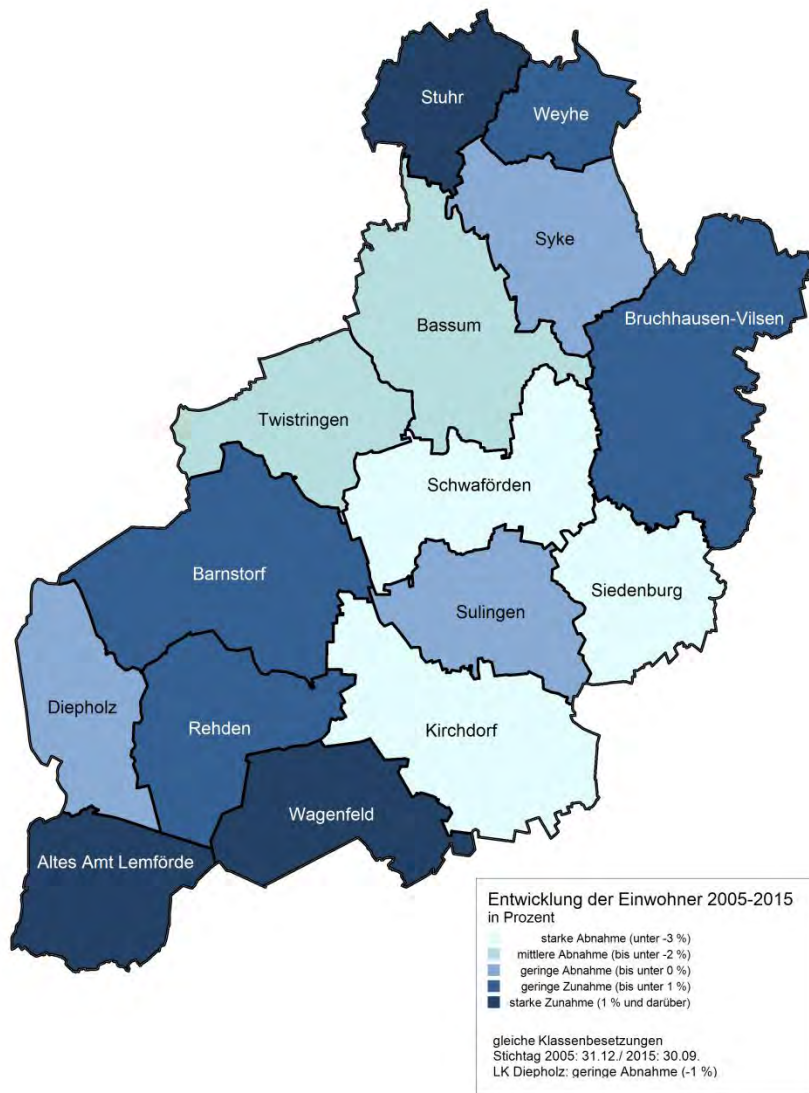 Stuhr
Weyhe
Syke
Bruchhausen-Vilsen
Bassum
Twistringen
Schwaförden
Barnstorf
Siedenburg
Sulingen
Diepholz
Rehden
Kirchdorf
Wagenfeld
Altes Amt Lemförde
Entwicklung der Einwohner 2005-2015
in Prozent
starke Abnahme (unter -3 %)
mittlere Abnahme (bis unter -2 %)
geringe Abnahme (bis unter 0 %)
geringe Zunahme (bis unter 1 %)
starke Zunahme (1 % und darüber)
gleiche Klassenbesetzungen
Stichtag 2005: 31.12./ 2015: 30.09.
LK Diepholz: geringe Abnahme (-1 %)